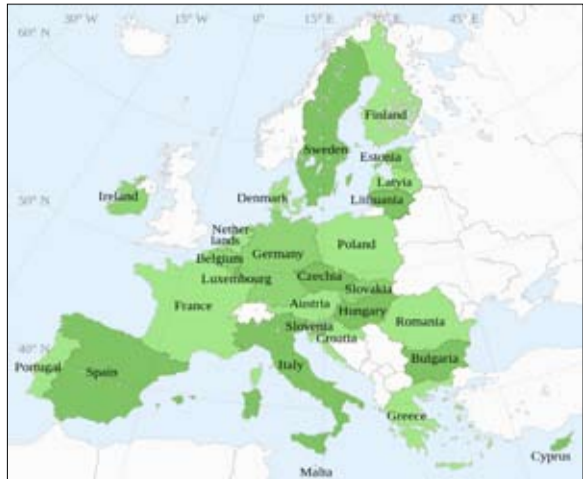 30° W
15° W
0°
15° E
30° E
45° E
60° N
Finland
Sweden
Estonia
Latvia
Lithuania
Ireland
Denmark
50° N
Nether
lands
Belgium
Germany
Poland
Luxembourg
Czechia
Slovakia
France
Austria
Hungary
Slovenia
Romania
Croatia
40° N
Bulgaria
Portugal
Spain
Italy
Greece
Cyprus
Malta